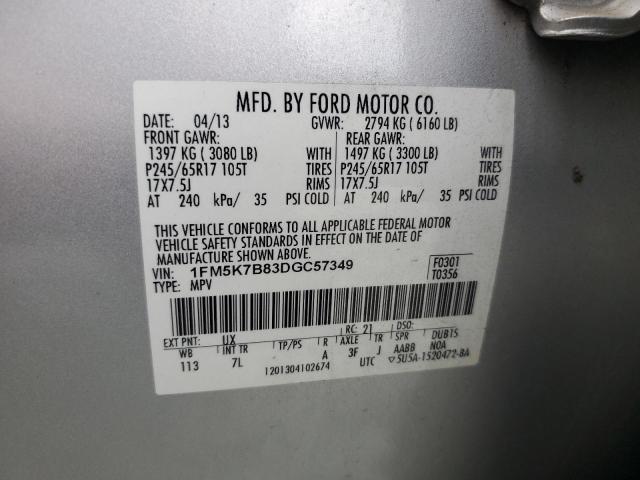 MFD. BY FORD MOTOR CO.
DATE: 04/13 GVWR: 2794 KG ( 6160 LB)
FRONT GAWR: REAR GAWR:
1397 KG ( 3080 LB) WITH 1497 KG ( 3300 LB) WITH
P245/65R17 105T TIRES P245/65R17 105T TIRES
17X7.5J RIMS 17X7.5J RIMS
AT 240 kPa/ 35 PSI COLD AT 240 kPa/ 35 PSI COLD
THIS VEHICLE CONFORMS TO ALL APPLICABLE FEDERAL MOTOR
VEHICLE SAFETY STANDARDS IN EFFECT ON THE DATE OF
MANUFACTURE SHOWN ABOVE.
VIN: 1FM5K7B83DGC57349 F0301
TYPE: MPV T0356
EXT PNT: UX RC: 21 DSO:
WB INT TR TP/PS R AXLE TR SPR DUB1S
113 7L A 3F J AABB NOA
1201304102674 UTC 5U5A-1520472-BA